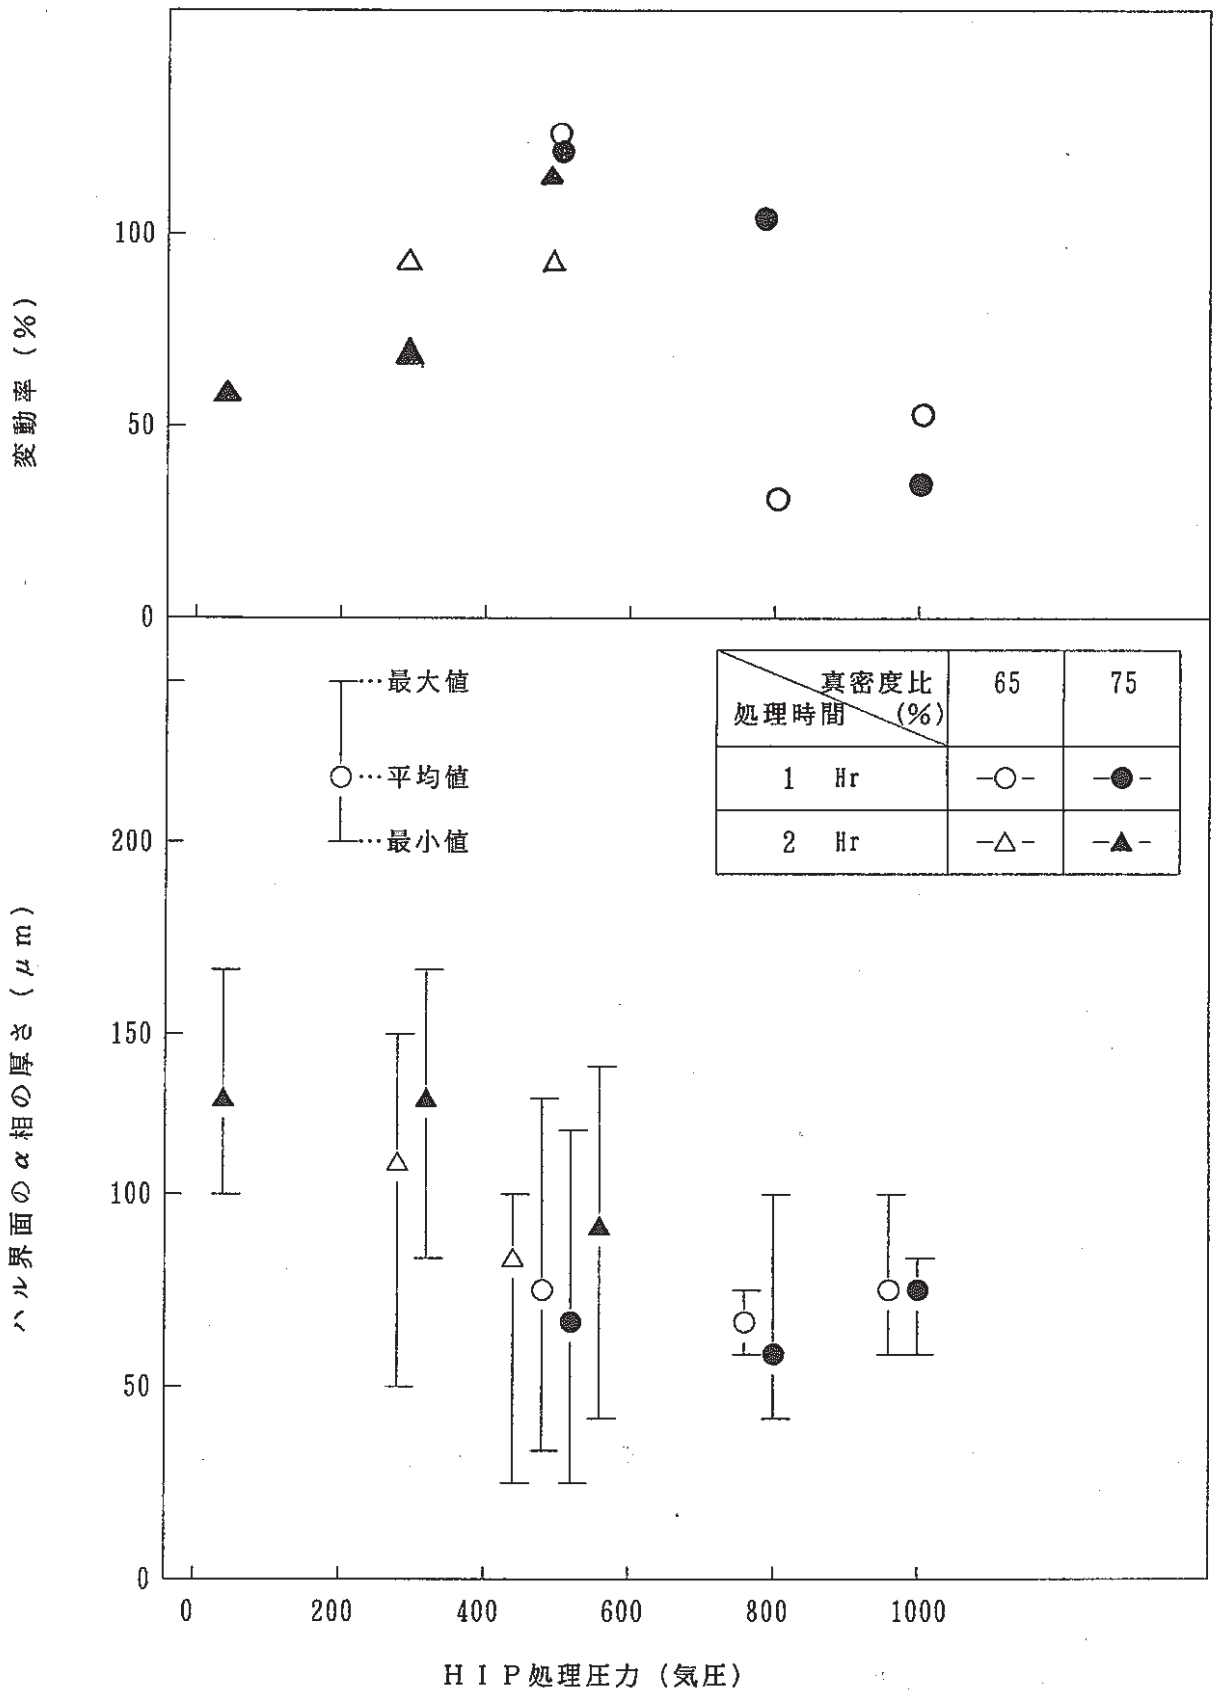 変動率 (%)
100
50
0
…最大値
…平均値
…最小値
真密度比 (%)
処理時間
65
75
1 Hr
2 Hr
ハル界面のα相の厚さ (μm)
200
150
100
50
0
0 200 400 600 800 1000
HIP処理圧力 (気圧)